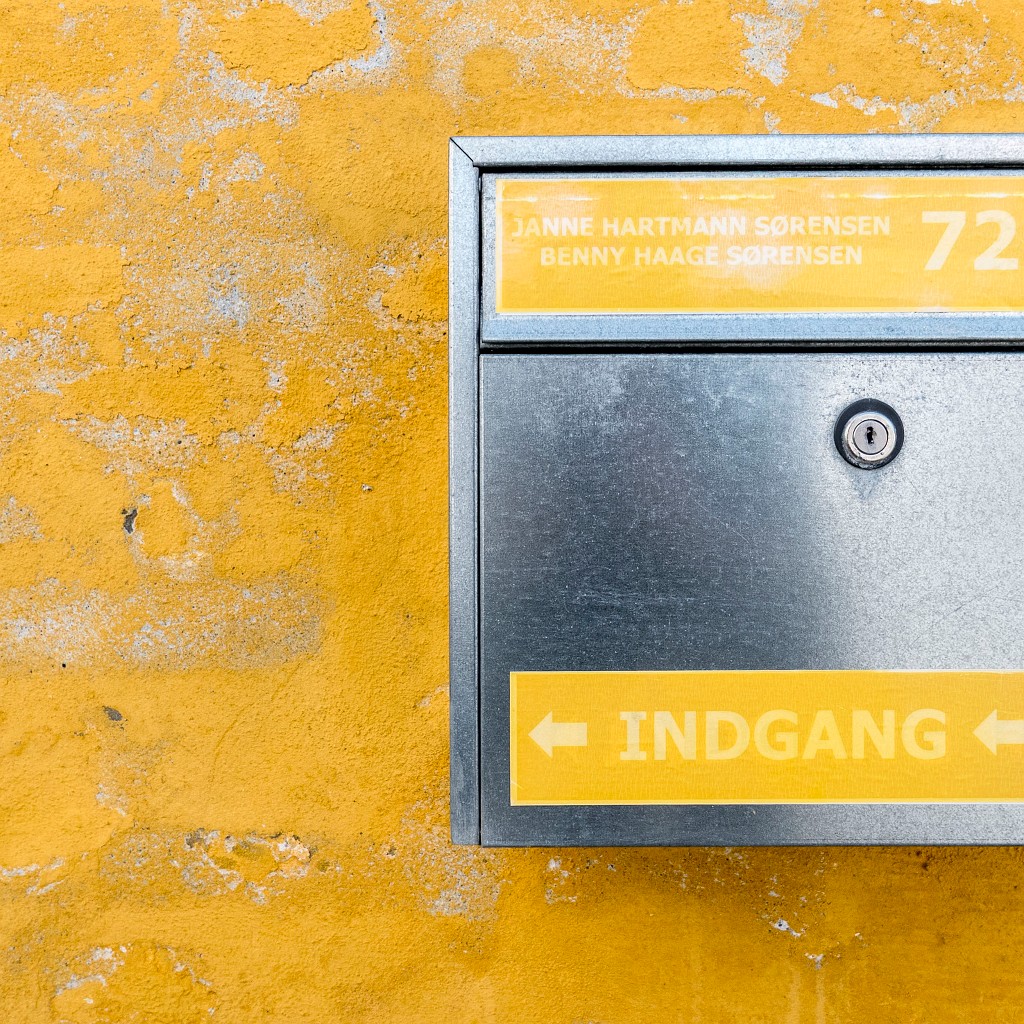 JANNE HARTMANN SØRENSEN
BENNY HAAGE SØRENSEN
72
← INDGANG ←